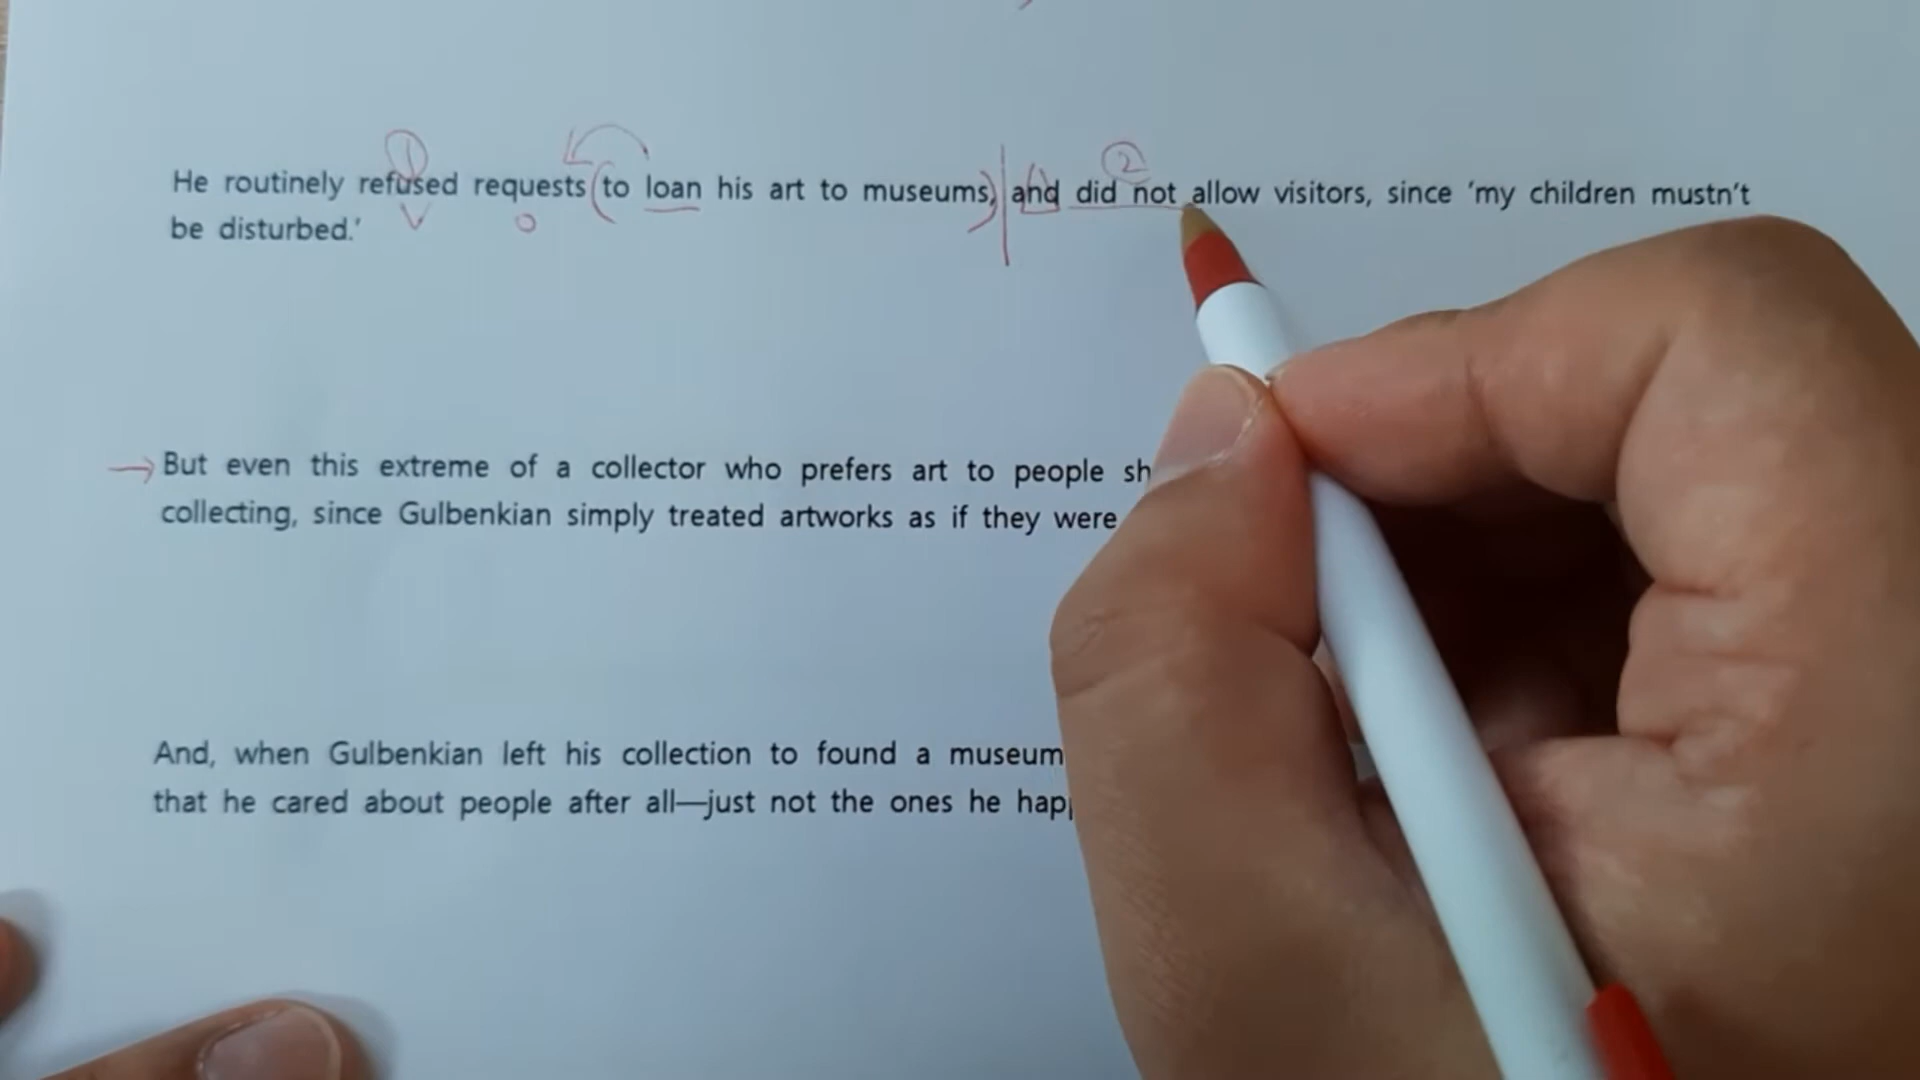 1 2
He routinely refused requests (to loan his art to museums,) and did not allow visitors, since 'my children mustn't
V O
be disturbed.'
→ But even this extreme of a collector who prefers art to people
collecting, since Gulbenkian simply treated artworks as if they were
And, when Gulbenkian left his collection to found a museum
that he cared about people after all—just not the ones he